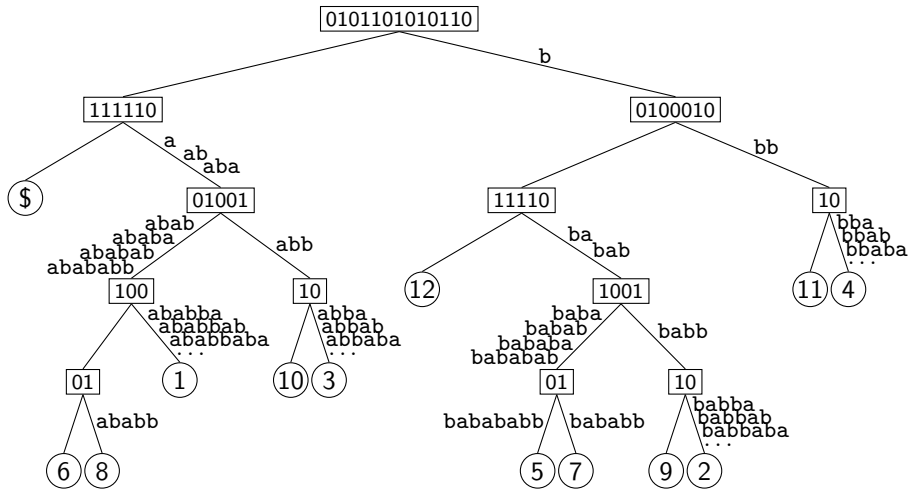 0101101010110
b
111110
0100010
a
ab
aba
bb
$
01001
11110
10
abab
ababa
ababab
abababb
abb
ba
bab
bba
bbab
bbaba
...
100
10
12
1001
11
4
ababba
ababbab
ababbaba
...
abba
abbab
abbaba
...
baba
babab
bababa
bababab
babb
01
1
10
3
01
10
ababb
babababb
bababb
babba
babbab
babbaba
...
6
8
5
7
9
2